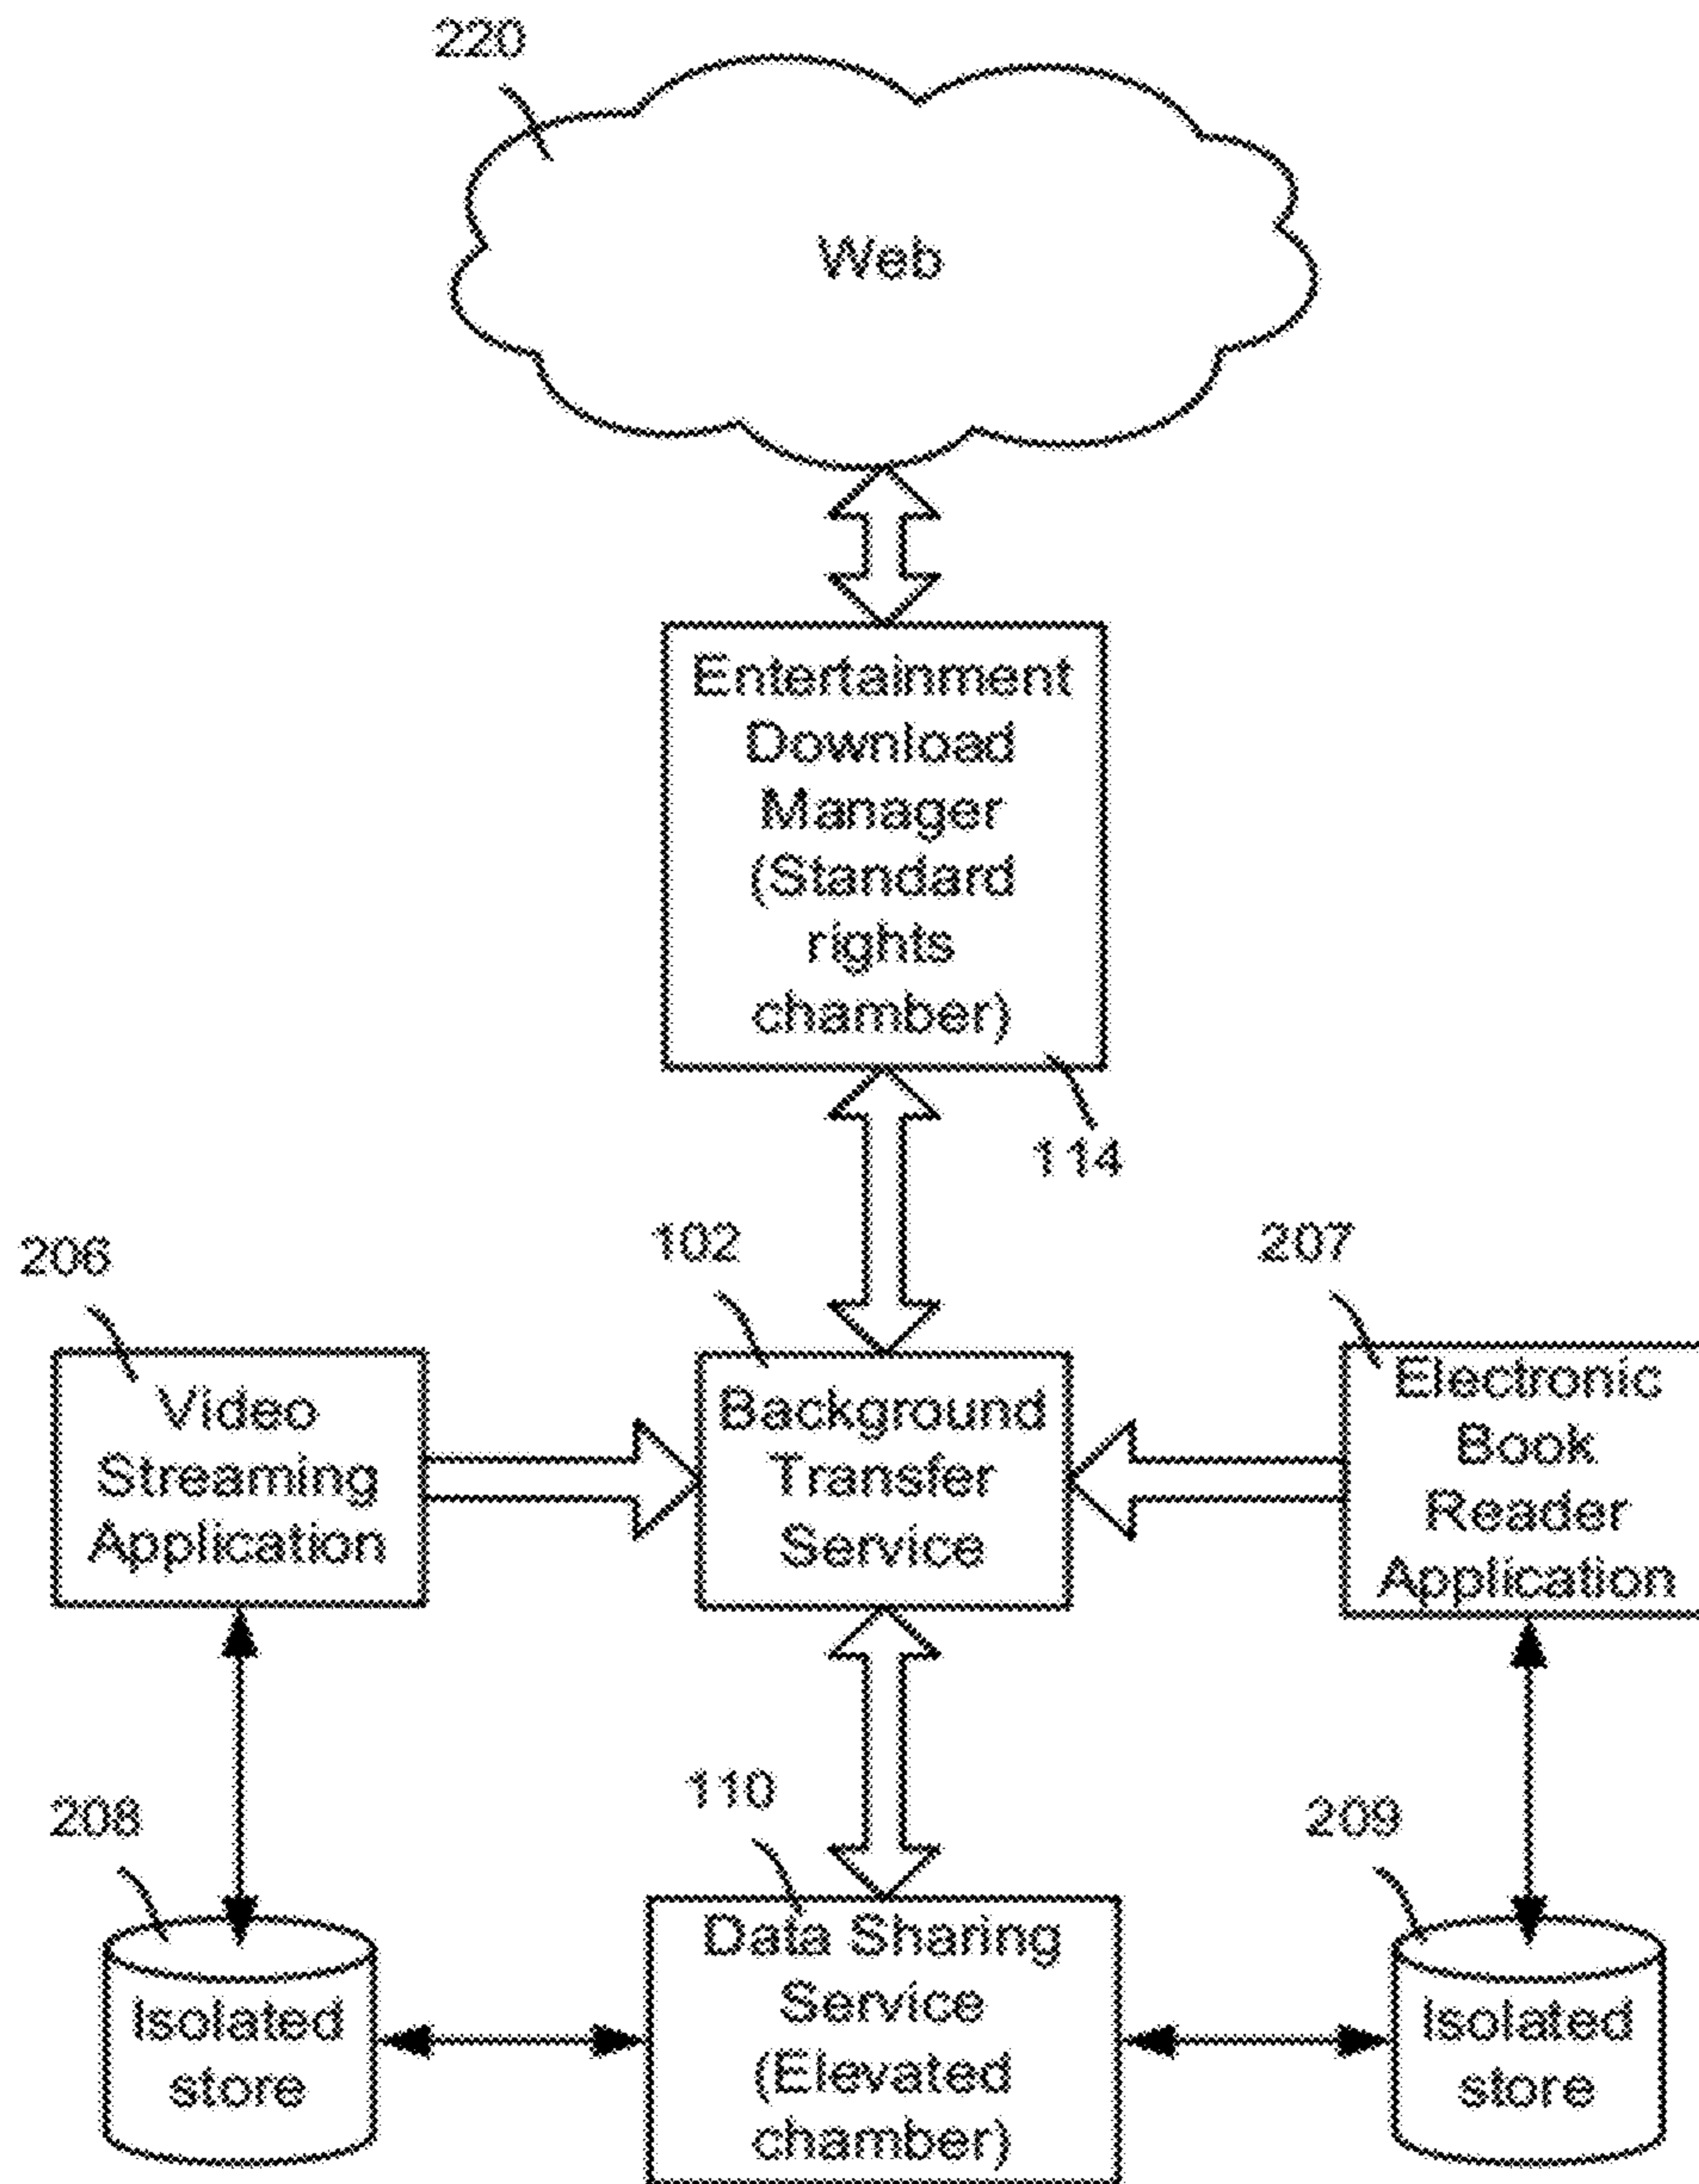 220
Web
Entertainment
Download
Manager
(Standard
rights
chamber)
114
206
102
207
Video
Streaming
Application
Background
Transfer
Service
Electronic
Book
Reader
Application
208
110
209
Isolated
store
Data Sharing
Service
(Elevated
chamber)
Isolated
store